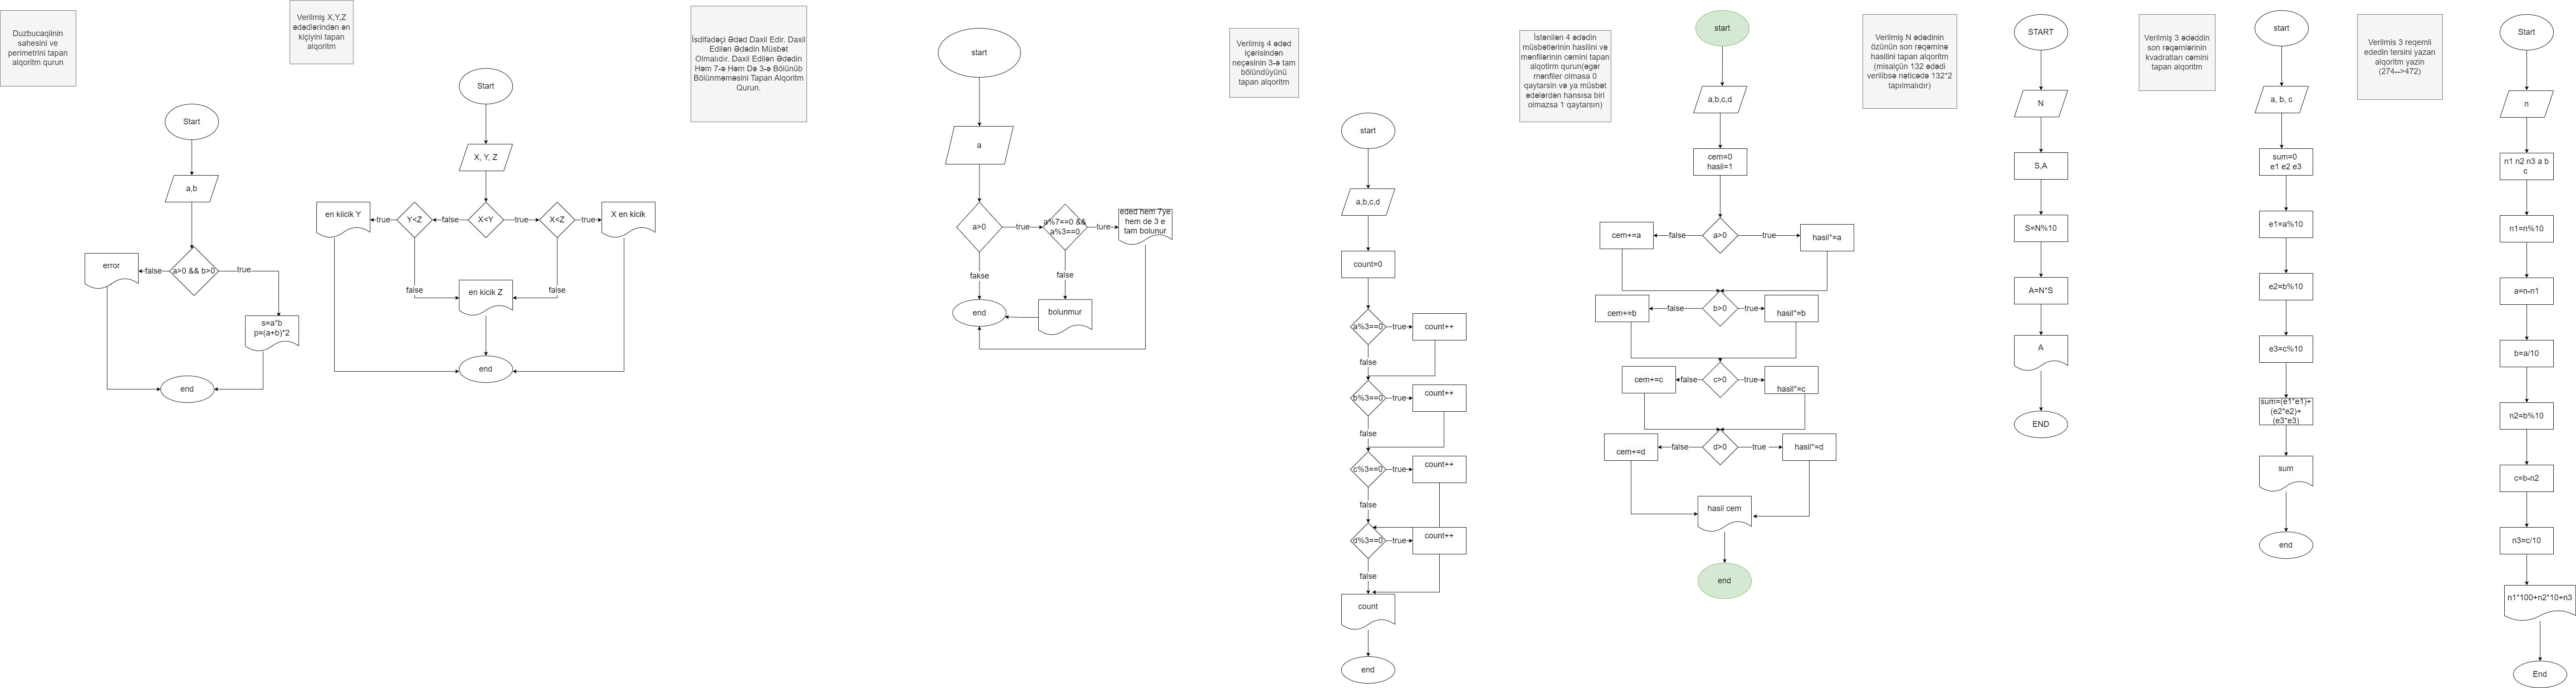 Duzbucaqlinin
sahesini ve
perimetrini tapan
alqoritm qurun
Start
a,b
a>0 && b>0
false
true
error
s=a*b
p=(a+b)*2
end
Verilmiş X,Y,Z
ədədlərindən ən
kiçiyini tapan
alqoritm
Start
X, Y, Z
X<Y
false
true
Y<Z
true
X<Z
true
en kiicik Y
X en kicik
false
false
en kicik Z
end
İsdifadəçi Ədəd Daxil Edir. Daxil
Edilən Ədədin Müsbət
Olmalıdır. Daxil Edilən Ədədin
Həm 7-ə Həm Də 3-ə Bölünüb
Bölünməməsini Tapan Alqoritm
Qurun.
start
a
a>0
true
a%7==0 &&
a%3==0
ture
eded hem 7ye
hem de 3 e
tam bolunur
fakse
false
bolunmur
end
Verilmiş 4 ədəd
içərisindən
neçəsinin 3-ə tam
bölündüyünü
tapan alqoritm
start
a,b,c,d
count=0
a%3==0
true
count++
false
b%3==0
true
count++
false
c%3==0
true
count++
false
d%3==0
true
count++
false
count
end
İstənilən 4 ədədin
müsbətlərinin hasilini və
mənfilərinin cəmini tapan
alqotirm qurun(əgər
mənfiler olmasa 0
qaytarsin və ya müsbət
ədələrdən hansısa biri
olmazsa 1 qaytarsın)
start
a,b,c,d
cem=0
hasil=1
a>0
false
cem+=a
true
hasil*=a
b>0
false
cem+=b
true
hasil*=b
c>0
false
cem+=c
true
hasil*=c
d>0
false
cem+=d
true
hasil*=d
hasil cem
end
Verilmiş N ədədinin
özünün son rəqəminə
hasilini tapan alqoritm
(misalçün 132 ədədi
verilibsə nəticədə 132*2
tapılmalıdır)
START
N
S,A
S=N%10
A=N*S
A
END
Verilmiş 3 ədəddin
son rəqəmlərinin
kvadratları cəmini
tapan alqoritm
start
a, b, c
sum=0
e1 e2 e3
e1=a%10
e2=b%10
e3=c%10
sum=(e1*e1)+
(e2*e2)+
(e3*e3)
sum
end
Verilmis 3 reqemli
ededin tersini yazan
alqoritm yazin
(274-->472)
Start
n
n1 n2 n3 a b
c
n1=n%10
a=n-n1
b=a/10
n2=b%10
c=b-n2
n3=c/10
n1*100+n2*10+n3
End